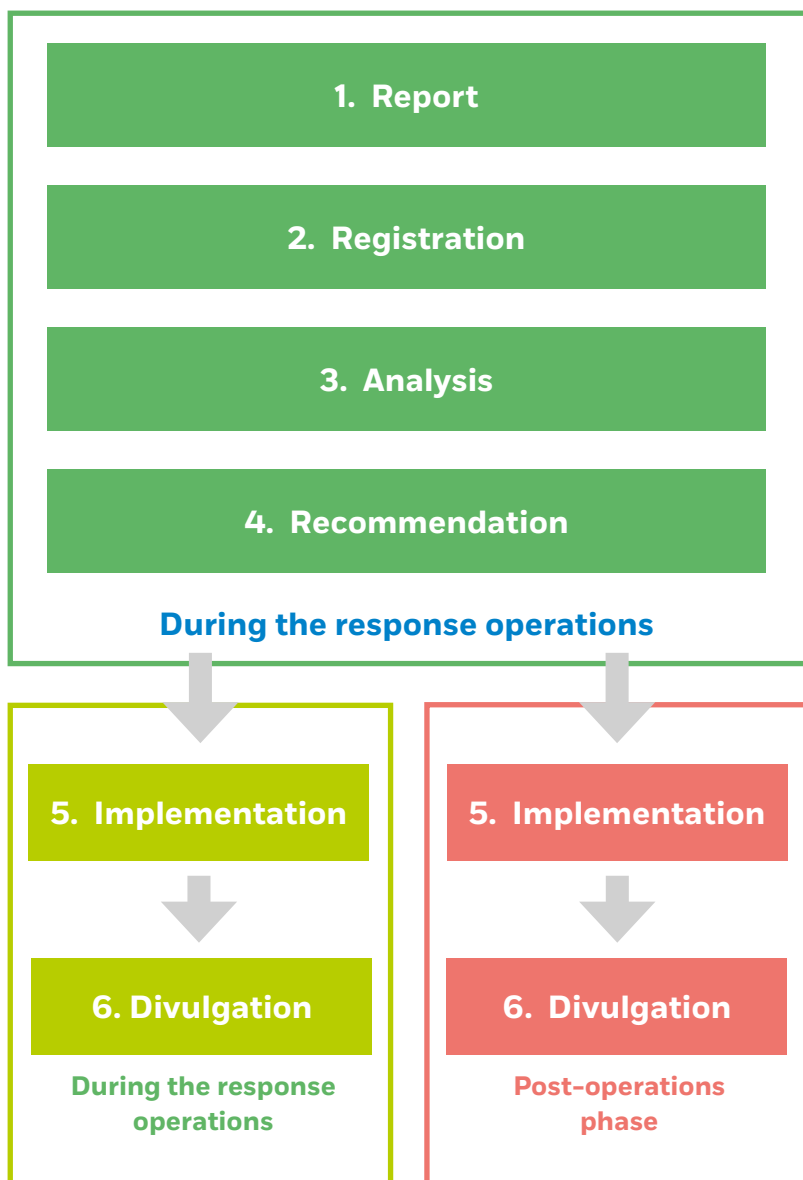 1. Report
2. Registration
3. Analysis
4. Recommendation
During the response operations
5. Implementation
6. Divulgation
During the response
operations
5. Implementation
6. Divulgation
Post-operations
phase